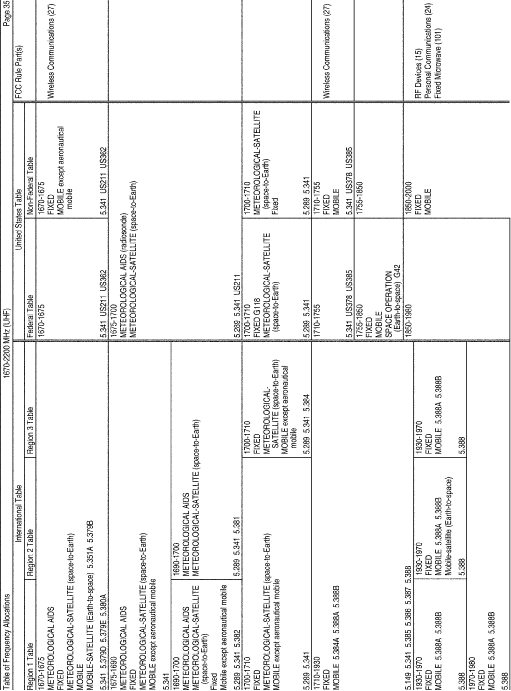 Table of Frequency Allocations 1670-2200 MHz (UHF) Page 35
International Table United States Table FCC Rule Part(s)
Region 1 Table Region 2 Table Region 3 Table Federal Table Non-Federal Table
1670-1675
METEOROLOGICAL AIDS
FIXED
METEOROLOGICAL-SATELLITE (space-to-Earth)
MOBILE
MOBILE-SATELLITE (Earth-to-space) 5.351A 5.379B
5.341 5.379D 5.379E 5.380A
1670-1675
5.341 US211 US362
1670-1675
FIXED
MOBILE except aeronautical
mobile
5.341 US211 US362
Wireless Communications (27)
1675-1690
METEOROLOGICAL AIDS
FIXED
METEOROLOGICAL-SATELLITE (space-to-Earth)
MOBILE except aeronautical mobile
5.341
1675-1700
METEOROLOGICAL AIDS (radiosonde)
METEOROLOGICAL-SATELLITE (space-to-Earth)
1690-1700
METEOROLOGICAL AIDS
METEOROLOGICAL-SATELLITE
(space-to-Earth)
Fixed
Mobile except aeronautical mobile
5.289 5.341 5.382
1690-1700
METEOROLOGICAL AIDS
METEOROLOGICAL-SATELLITE (space-to-Earth)
5.289 5.341 5.381
5.289 5.341 US211
1700-1710
FIXED
METEOROLOGICAL-SATELLITE (space-to-Earth)
MOBILE except aeronautical mobile
5.289 5.341
1700-1710
FIXED
METEOROLOGICAL-
SATELLITE (space-to-Earth)
MOBILE except aeronautical
mobile
5.289 5.341 5.384
1700-1710
FIXED G118
METEOROLOGICAL-SATELLITE
(space-to-Earth)
5.289 5.341
1700-1710
METEOROLOGICAL-SATELLITE
(space-to-Earth)
Fixed
5.289 5.341
1710-1930
FIXED
MOBILE 5.384A 5.388A 5.388B
5.149 5.341 5.385 5.386 5.387 5.388
1710-1755
5.341 US378 US385
1710-1755
FIXED
MOBILE
5.341 US378 US385
Wireless Communications (27)
1755-1850
FIXED
MOBILE
SPACE OPERATION
(Earth-to-space) G42
1755-1850
1850-1980
1850-2000
FIXED
MOBILE
RF Devices (15)
Personal Communications (24)
Fixed Microwave (101)
1930-1970
FIXED
MOBILE 5.388A 5.388B
5.388
1930-1970
FIXED
MOBILE 5.388A 5.388B
Mobile-satellite (Earth-to-space)
5.388
1930-1970
FIXED
MOBILE 5.388A 5.388B
5.388
1970-1980
FIXED
MOBILE 5.388A 5.388B
5.388